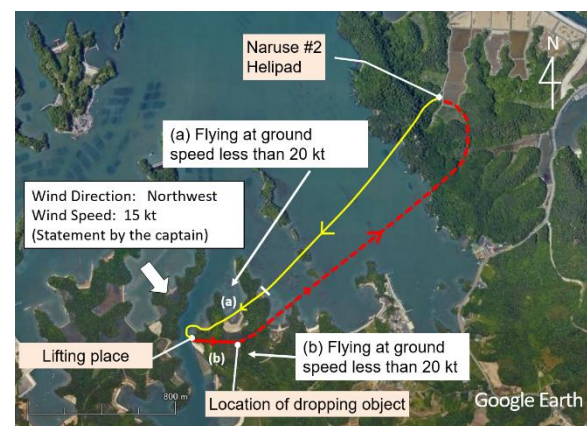 Naruse #2
Helipad
N
(a) Flying at ground
speed less than 20 kt
Wind Direction: Northwest
Wind Speed: 15 kt
(Statement by the captain)
(a)
(b)
Lifting place
(b) Flying at ground
speed less than 20 kt
800 m
Location of dropping object
Google Earth